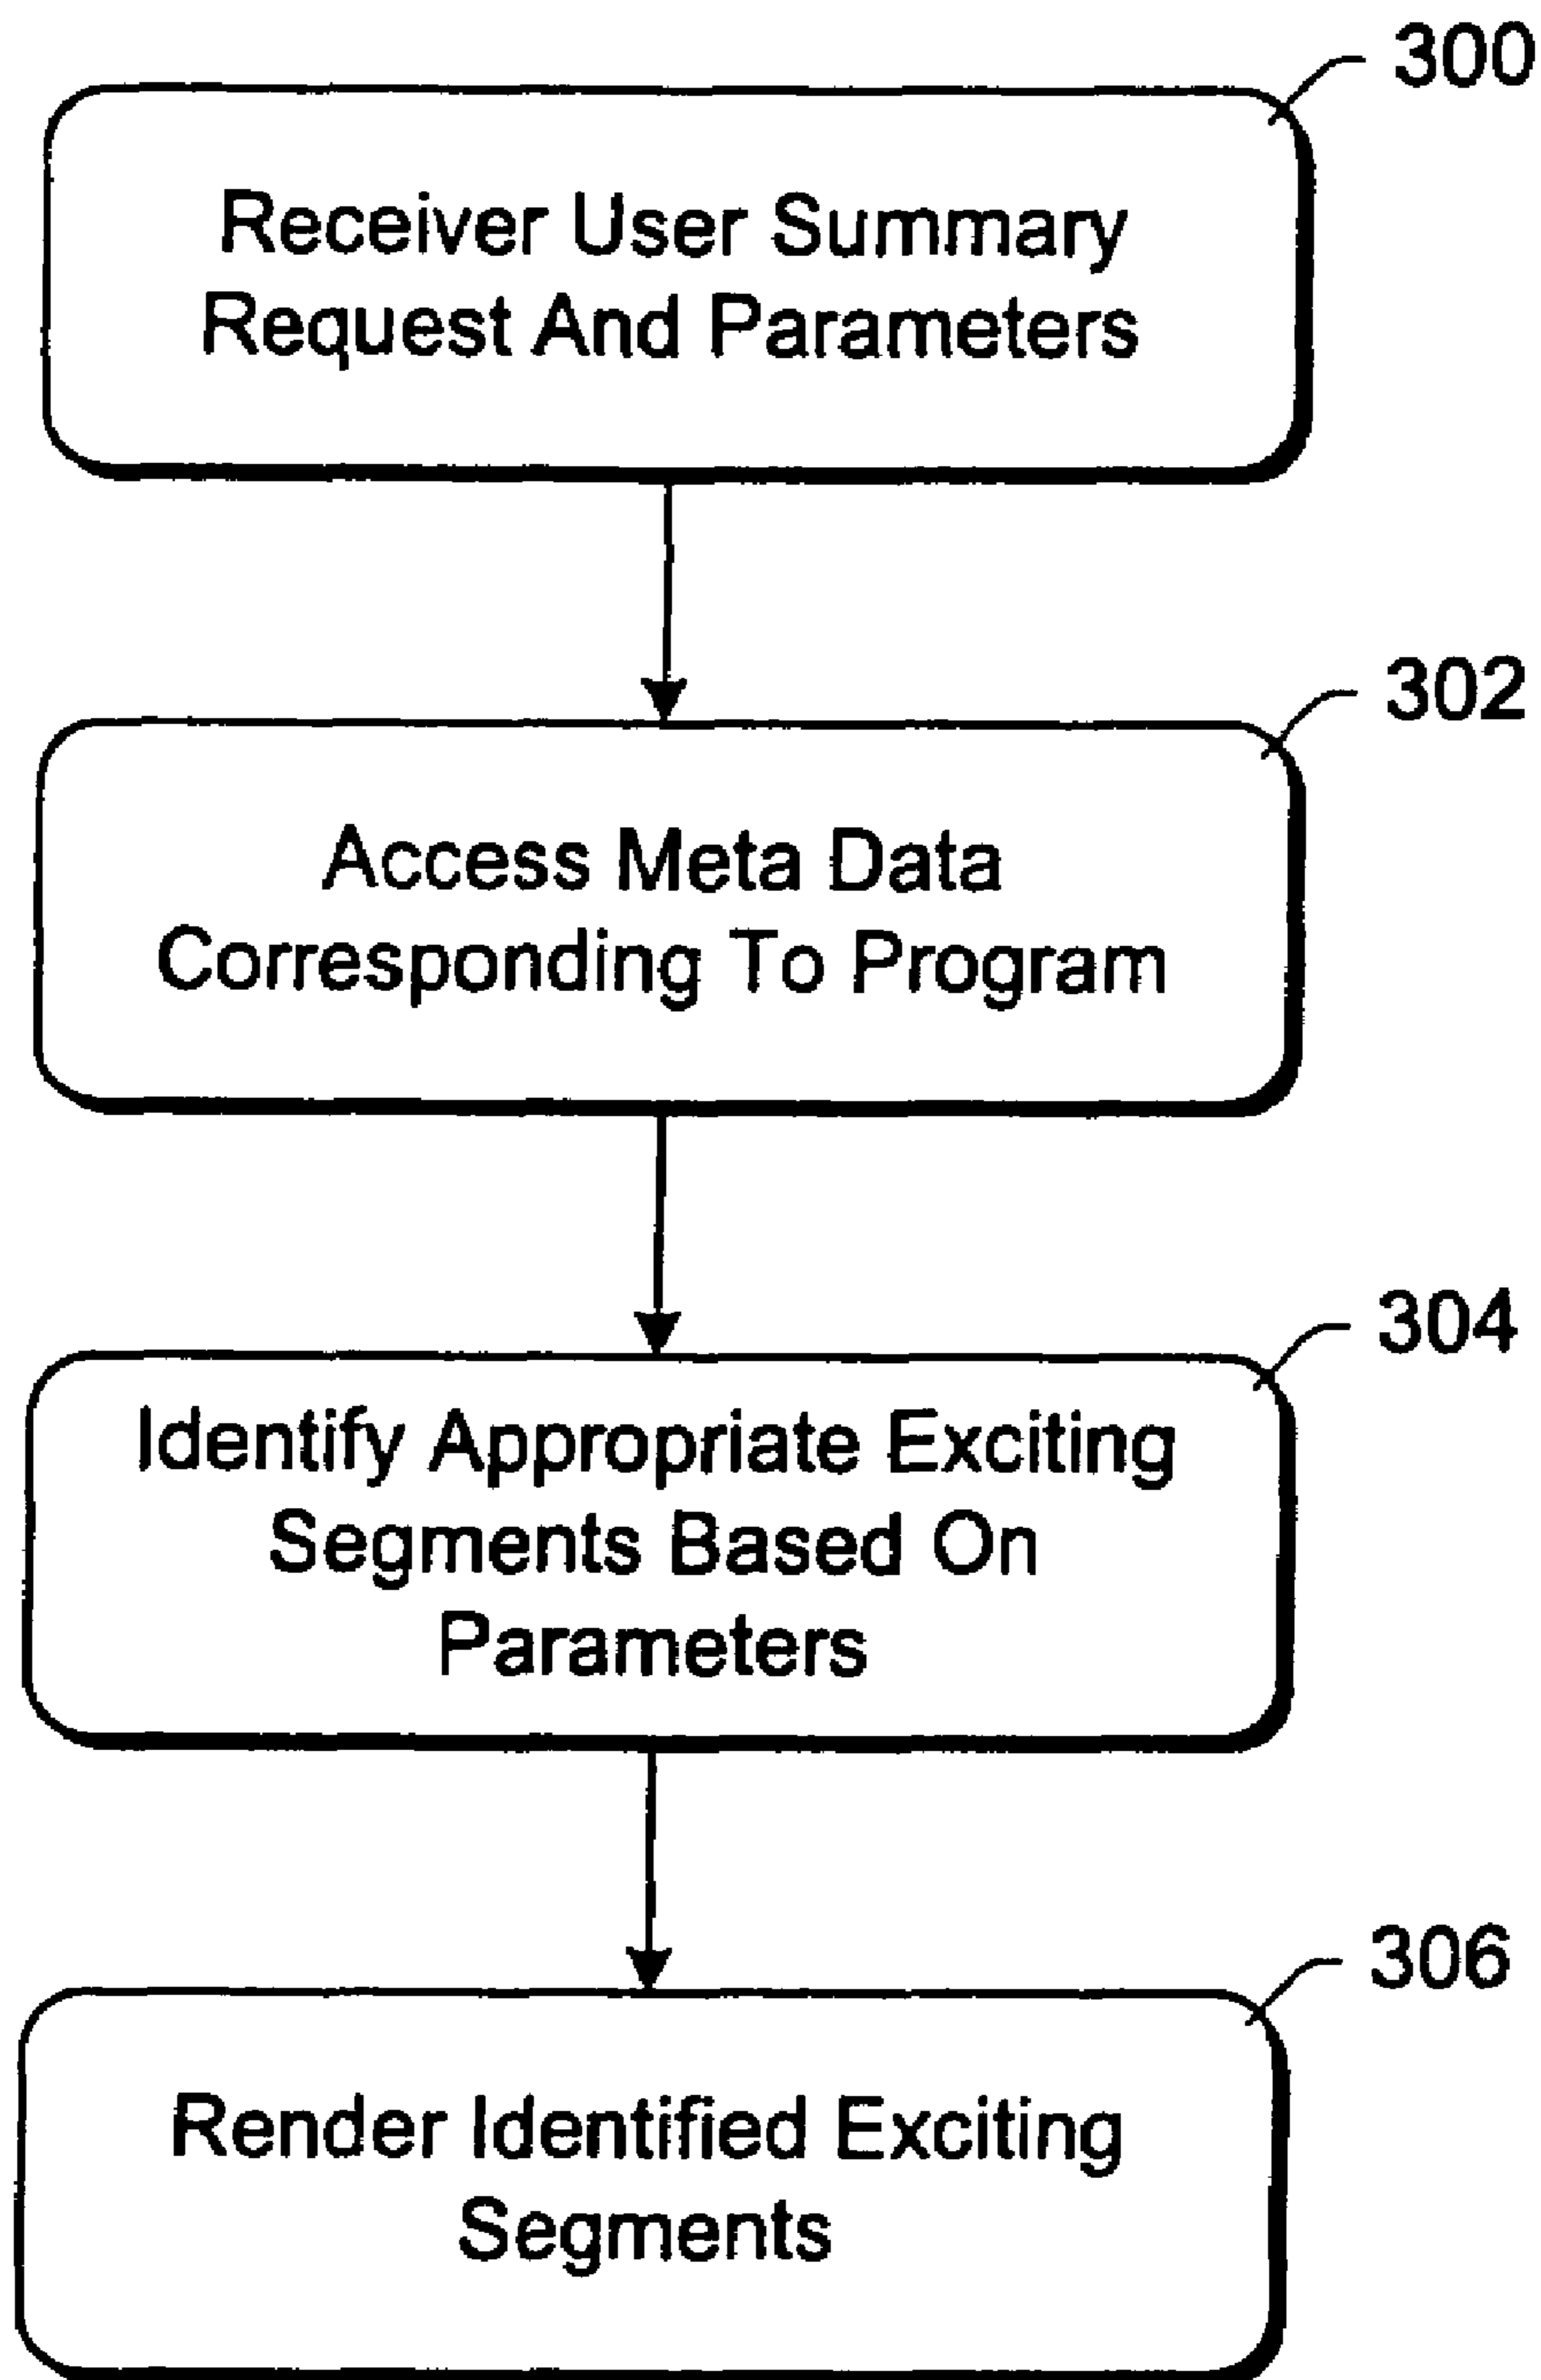 300
Receiver User Summary
Request And Parameters
302
Access Meta Data
Corresponding To Program
304
Identify Appropriate Exciting
Segments Based On
Parameters
306
Render Identified Exciting
Segments